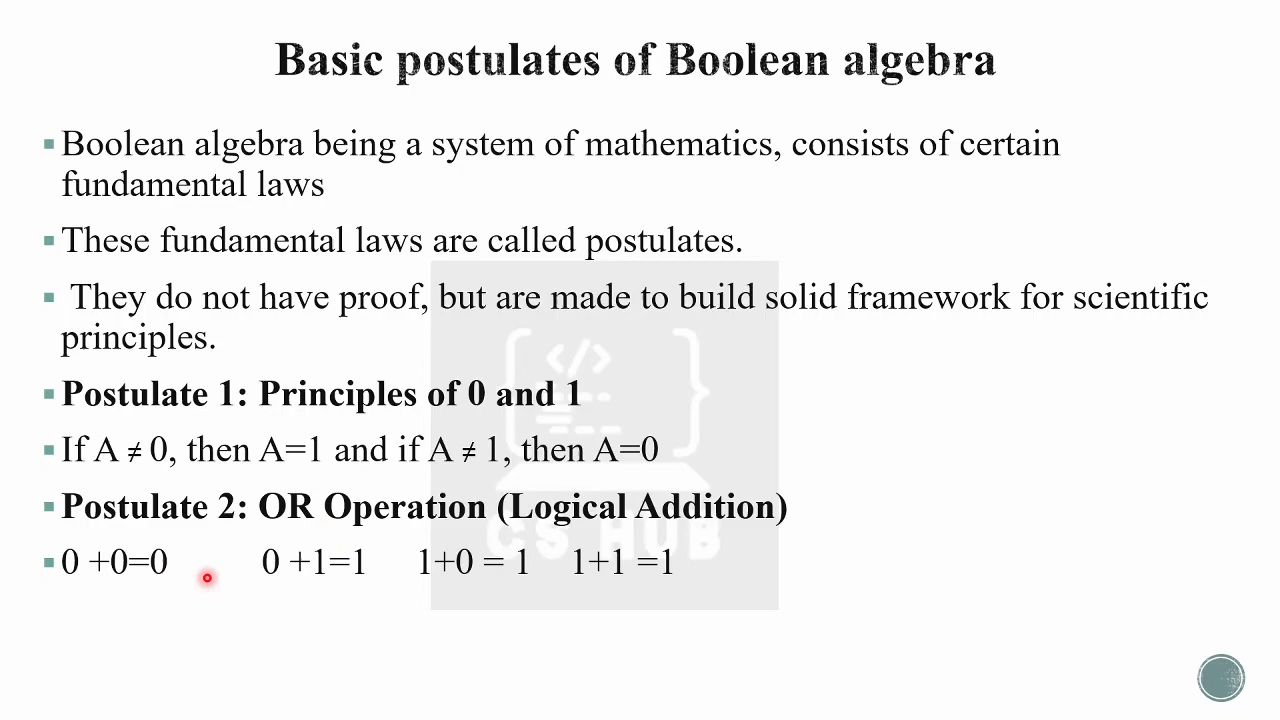 Basic postulates of Boolean algebra
Boolean algebra being a system of mathematics, consists of certain
fundamental laws
These fundamental laws are called postulates.
They do not have proof, but are made to build solid framework for scientific
principles.
Postulate 1: Principles of 0 and 1
If A ≠ 0, then A=1 and if A ≠ 1, then A=0
Postulate 2: OR Operation (Logical Addition)
0 +0=0 0 +1=1 1+0 = 1 1+1 =1
</>
CS HUB